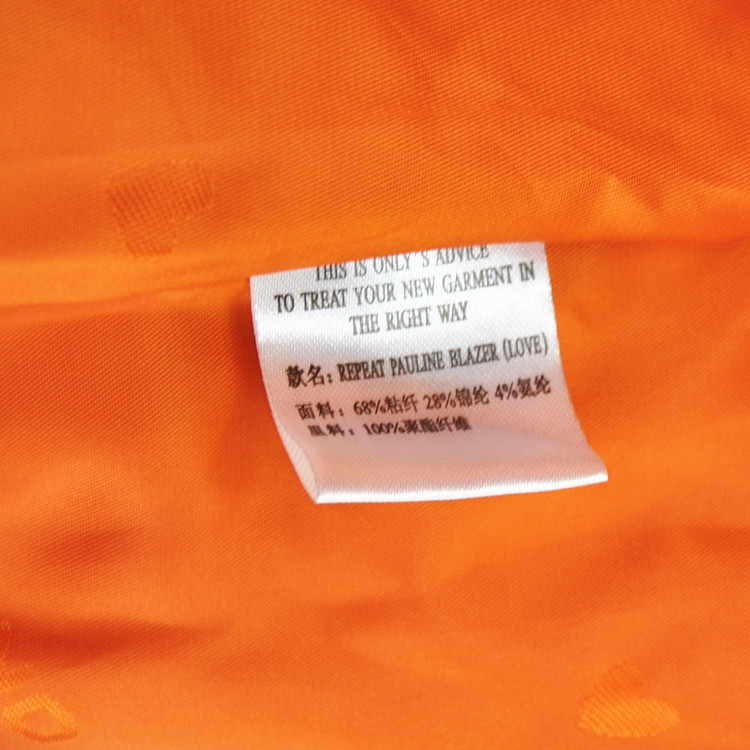 THIS IS ONLY'S ADVICE
TO TREAT YOUR NEW GARMENT IN
THE RIGHT WAY
款名：REPEAT PAULINE BLAZER (LOVE)
面料：68%粘纤 28%锦纶 4%氨纶
里料：100%聚酯纤维